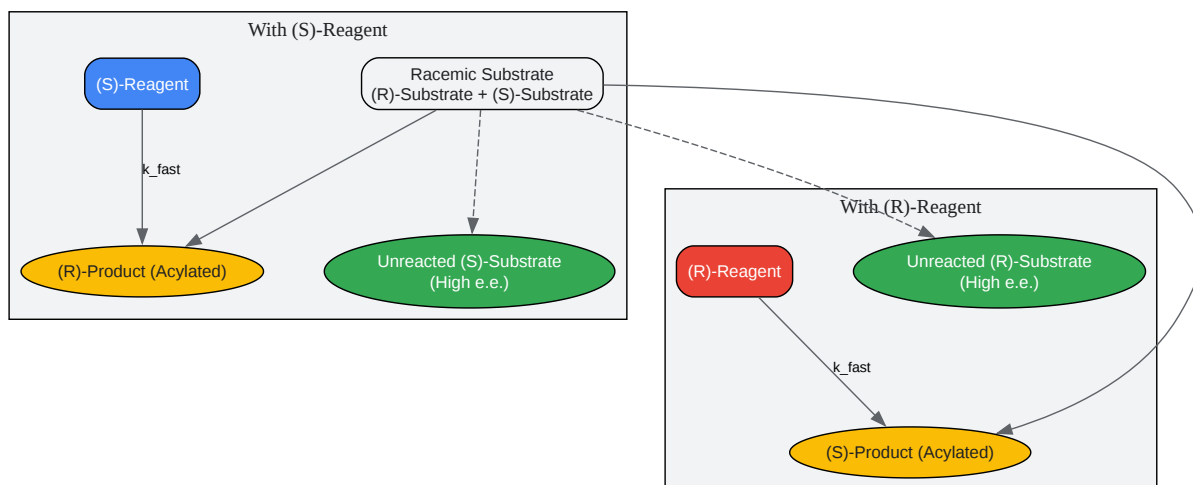 With (S)-Reagent
(S)-Reagent
Racemic Substrate
(R)-Substrate + (S)-Substrate
k_fast
(R)-Product (Acylated)
Unreacted (S)-Substrate
(High e.e.)
With (R)-Reagent
(R)-Reagent
Unreacted (R)-Substrate
(High e.e.)
k_fast
(S)-Product (Acylated)